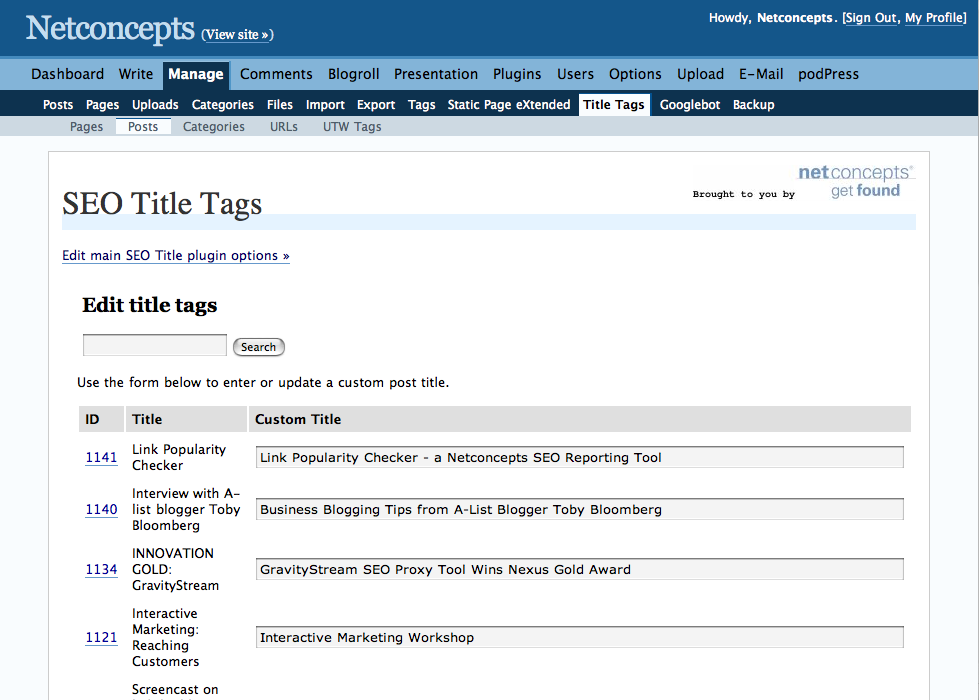 Netconcepts (View site »)
Howdy, Netconcepts. [Sign Out, My Profile]
Dashboard Write Manage Comments Blogroll Presentation Plugins Users Options Upload E-Mail podPress
Posts Pages Uploads Categories Files Import Export Tags Static Page eXtended Title Tags Googlebot Backup
Pages Posts Categories URLs UTW Tags
SEO Title Tags
Brought to you by
netconcepts®
get found
Edit main SEO Title plugin options »
Edit title tags
Search
Use the form below to enter or update a custom post title.
ID Title Custom Title
1141
Link Popularity
Checker
Link Popularity Checker - a Netconcepts SEO Reporting Tool
1140
Interview with A-
list blogger Toby
Bloomberg
Business Blogging Tips from A-List Blogger Toby Bloomberg
1134
INNOVATION
GOLD:
GravityStream
GravityStream SEO Proxy Tool Wins Nexus Gold Award
1121
Interactive
Marketing:
Reaching
Customers
Interactive Marketing Workshop
Screencast on